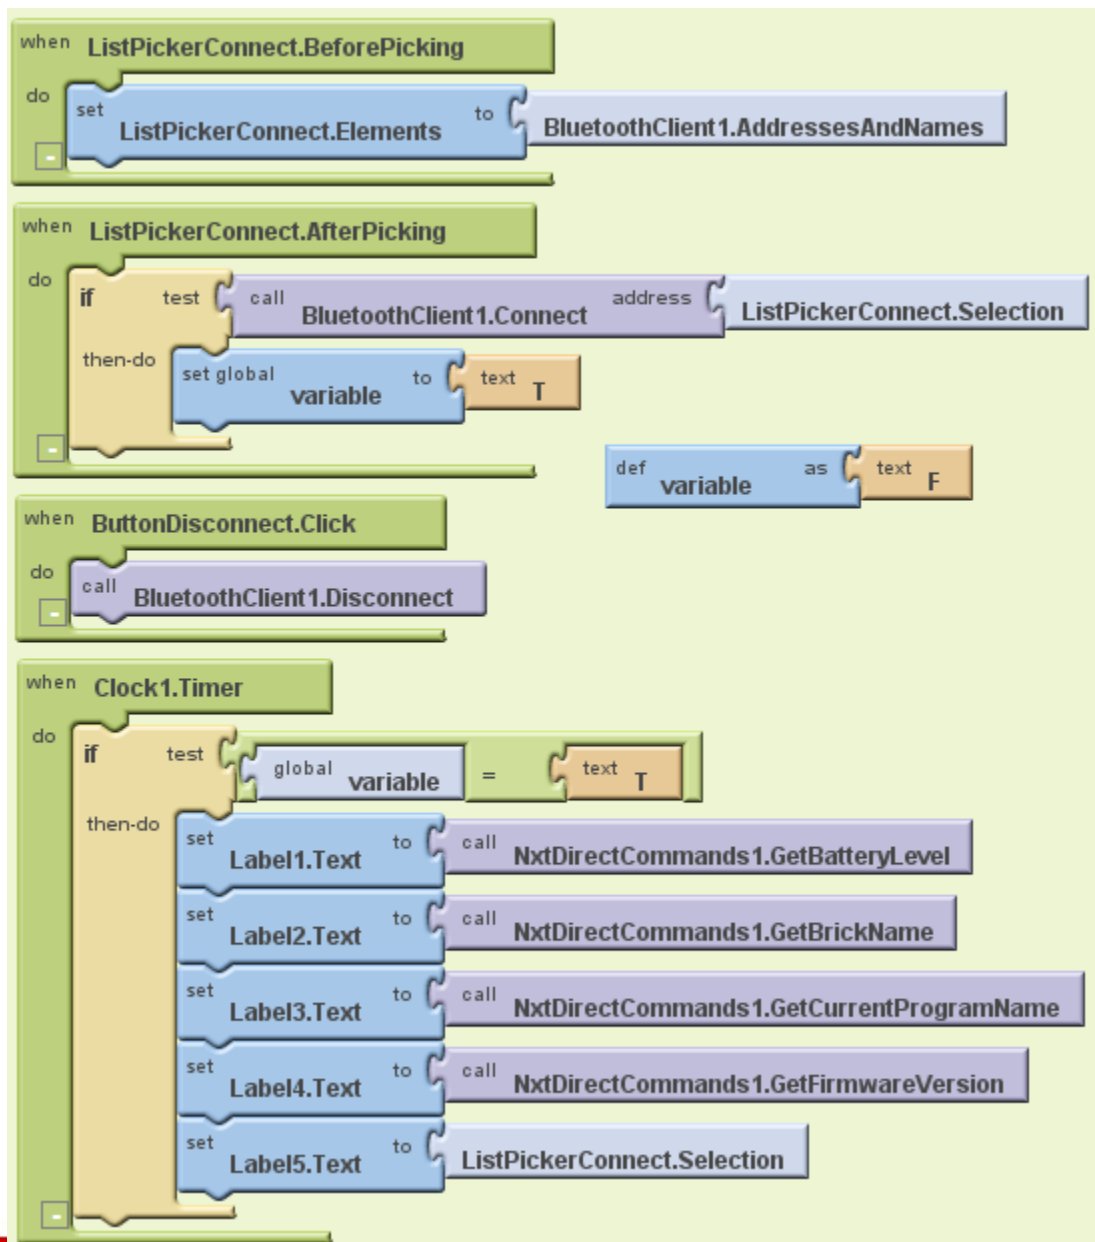 when ListPickerConnect.BeforePicking
do set ListPickerConnect.Elements to BluetoothClient1.AddressesAndNames
-
when ListPickerConnect.AfterPicking
do if test call BluetoothClient1.Connect address ListPickerConnect.Selection
then-do set global variable to text T
-
def variable as text F
when ButtonDisconnect.Click
do call BluetoothClient1.Disconnect
-
when Clock1.Timer
do if test global variable = text T
then-do set Label1.Text to call NxtDirectCommands1.GetBatteryLevel
set Label2.Text to call NxtDirectCommands1.GetBrickName
set Label3.Text to call NxtDirectCommands1.GetCurrentProgramName
set Label4.Text to call NxtDirectCommands1.GetFirmwareVersion
set Label5.Text to ListPickerConnect.Selection
-